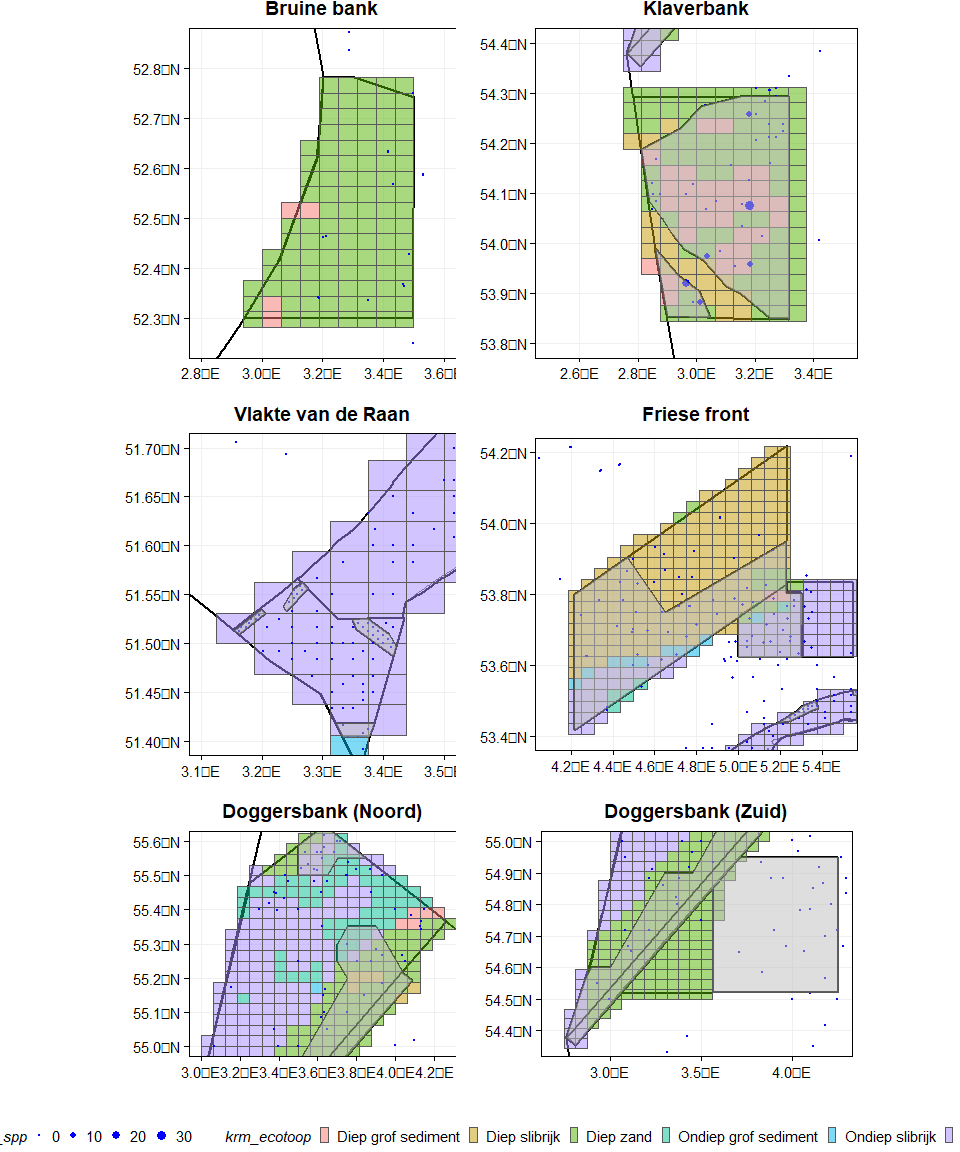 Bruine bank
52.8□N
52.7□N
52.6□N
52.5□N
52.4□N
52.3□N
2.8□E 3.0□E 3.2□E 3.4□E 3.6□E
Klaverbank
54.4□N
54.3□N
54.2□N
54.1□N
54.0□N
53.9□N
53.8□N
2.6□E 2.8□E 3.0□E 3.2□E 3.4□E
Vlakte van de Raan
51.70□N
51.65□N
51.60□N
51.55□N
51.50□N
51.45□N
51.40□N
3.1□E 3.2□E 3.3□E 3.4□E 3.5□E
Friese front
54.2□N
54.0□N
53.8□N
53.6□N
53.4□N
4.2□E 4.4□E 4.6□E 4.8□E 5.0□E 5.2□E 5.4□E
Doggersbank (Noord)
55.6□N
55.5□N
55.4□N
55.3□N
55.2□N
55.1□N
55.0□N
3.0□E 3.2□E 3.4□E 3.6□E 3.8□E 4.0□E 4.2□E
Doggersbank (Zuid)
55.0□N
54.9□N
54.8□N
54.7□N
54.6□N
54.5□N
54.4□N
3.0□E 3.5□E 4.0□E
_spp 0 10 20 30 krm_ecotoop Diep grof sediment Diep slibrijk Diep zand Ondiep grof sediment Ondiep slibrijk